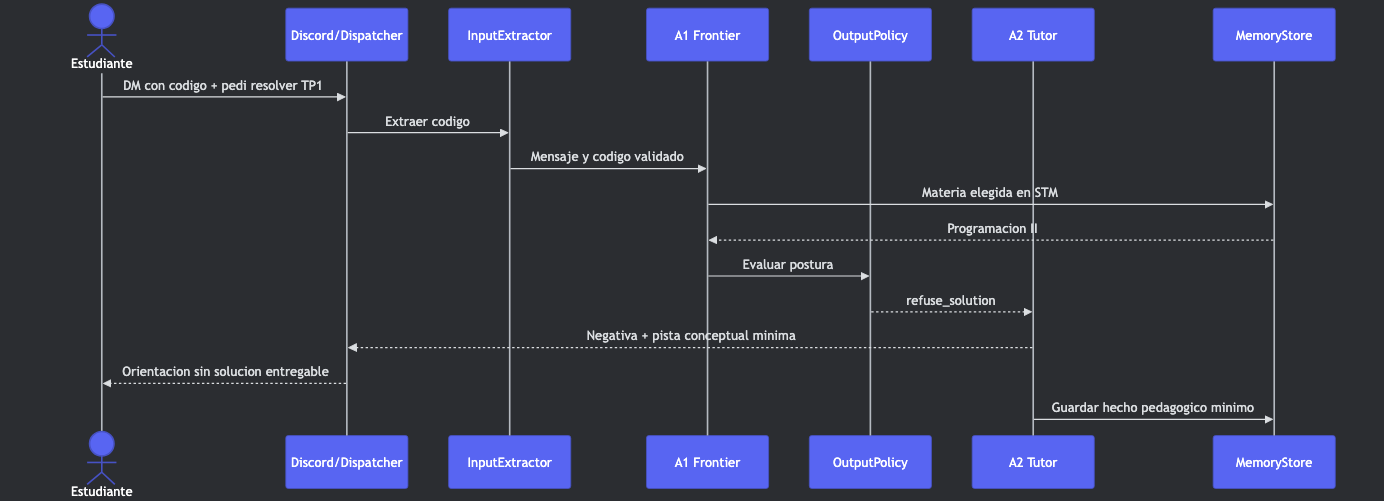 Estudiante
Discord/Dispatcher
InputExtractor
A1 Frontier
OutputPolicy
A2 Tutor
MemoryStore
DM con codigo + pedi resolver TP1
Extraer codigo
Mensaje y codigo validado
Materia elegida en STM
Programacion II
Evaluar postura
refuse_solution
Negativa + pista conceptual minima
Orientacion sin solucion entregable
Guardar hecho pedagogico minimo
Estudiante
Discord/Dispatcher
InputExtractor
A1 Frontier
OutputPolicy
A2 Tutor
MemoryStore